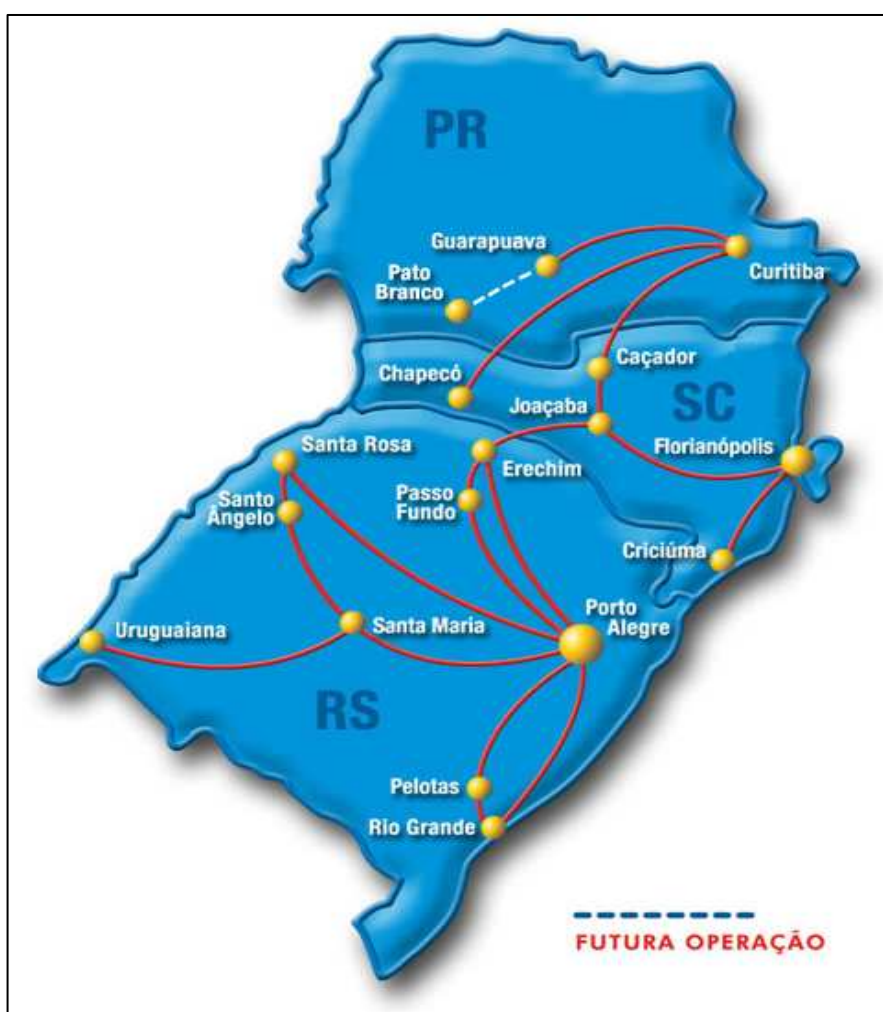 PR
Guarapuava
Curitiba
Pato
Branco
Caçador
Chapecó
SC
Joaçaba
Florianópolis
Santa Rosa
Erechim
Santo
Ângelo
Passo
Fundo
Criciúma
Porto
Alegre
Uruguaiana
Santa Maria
RS
Pelotas
Rio Grande
FUTURA OPERAÇÃO